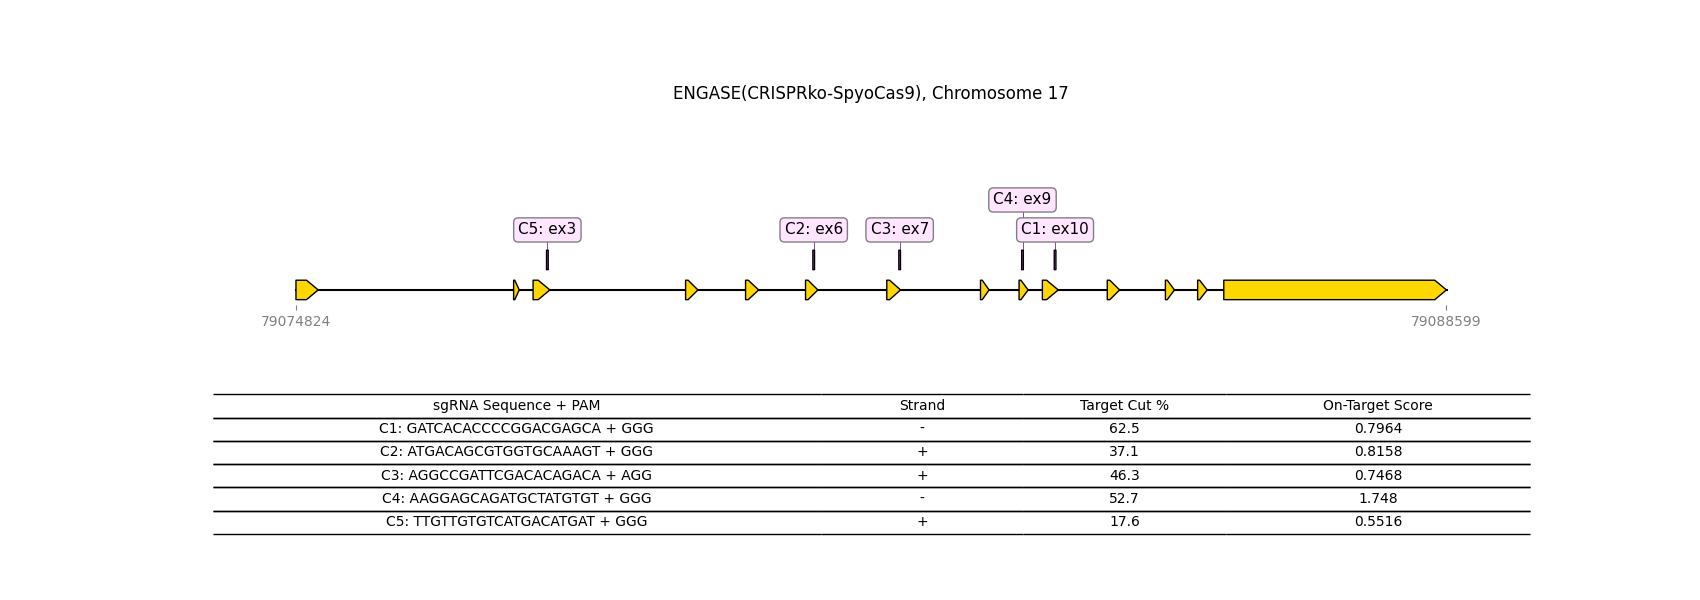 ENGASE(CRISPRko-SpyoCas9), Chromosome 17
C4: ex9
C5: ex3 C2: ex6 C3: ex7 C1: ex10
79074824 79088599
sgRNA Sequence + PAM Strand Target Cut % On-Target Score
C1: GATCACACCCCGGACGAGCA + GGG - 62.5 0.7964
C2: ATGACAGCGTGGTGCAAAGT + GGG + 37.1 0.8158
C3: AGGCCGATTCGACACAGACA + AGG + 46.3 0.7468
C4: AAGGAGCAGATGCTATGTGT + GGG - 52.7 1.748
C5: TTGTTGTGTCATGACATGAT + GGG + 17.6 0.5516